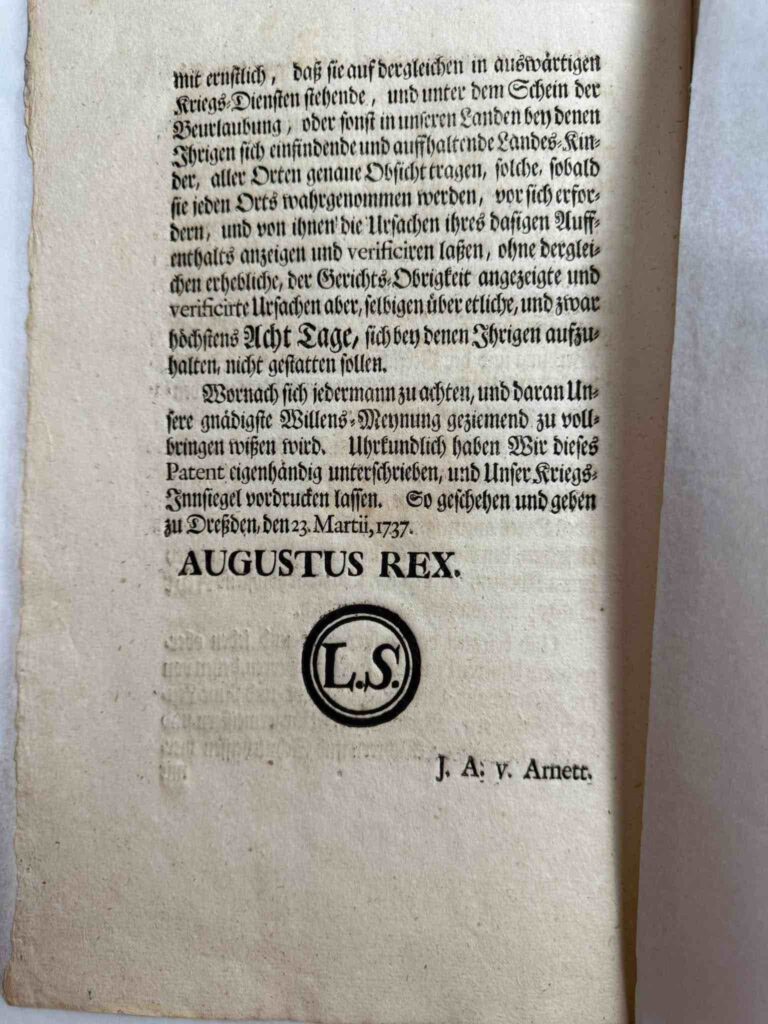 mit ernstlich, daß sie auf dergleichen in auswärtigen
Kriegs-Diensten stehende, und unter dem Schein der
Beurlaubung, oder sonst in unseren Landen bey denen
Ihrigen sich einfindende und auffhaltende Landes-Kin-
der, aller Orten genaue Obsicht tragen, solche, sobald
sie jeden Orts wahrgenommen werden, vor sich erfor-
dern, und von ihnen die Ursachen ihres dasigen Auff-
enthalts anzeigen und verificiren laßen, ohne derglei-
chen erhebliche, der Gerichts-Obrigkeit angezeigte und
verificirte Ursachen aber, selbigen über etliche, und zwar
höchstens Acht Tage, sich bey denen Ihrigen aufzu-
halten, nicht gestatten sollen.
Wornach sich jedermann zu achten, und daran Un-
sere gnädigste Willens-Meynung geziemend zu voll-
bringen wißen wird. Uhrkundlich haben Wir dieses
Patent eigenhändig unterschrieben, und Unser Kriegs-
Innsiegel vordrucken lassen. So geschehen und geben
zu Dreßden, den 23. Martii, 1737.
AUGUSTUS REX.
L.S.
J. A. v. Arnett.